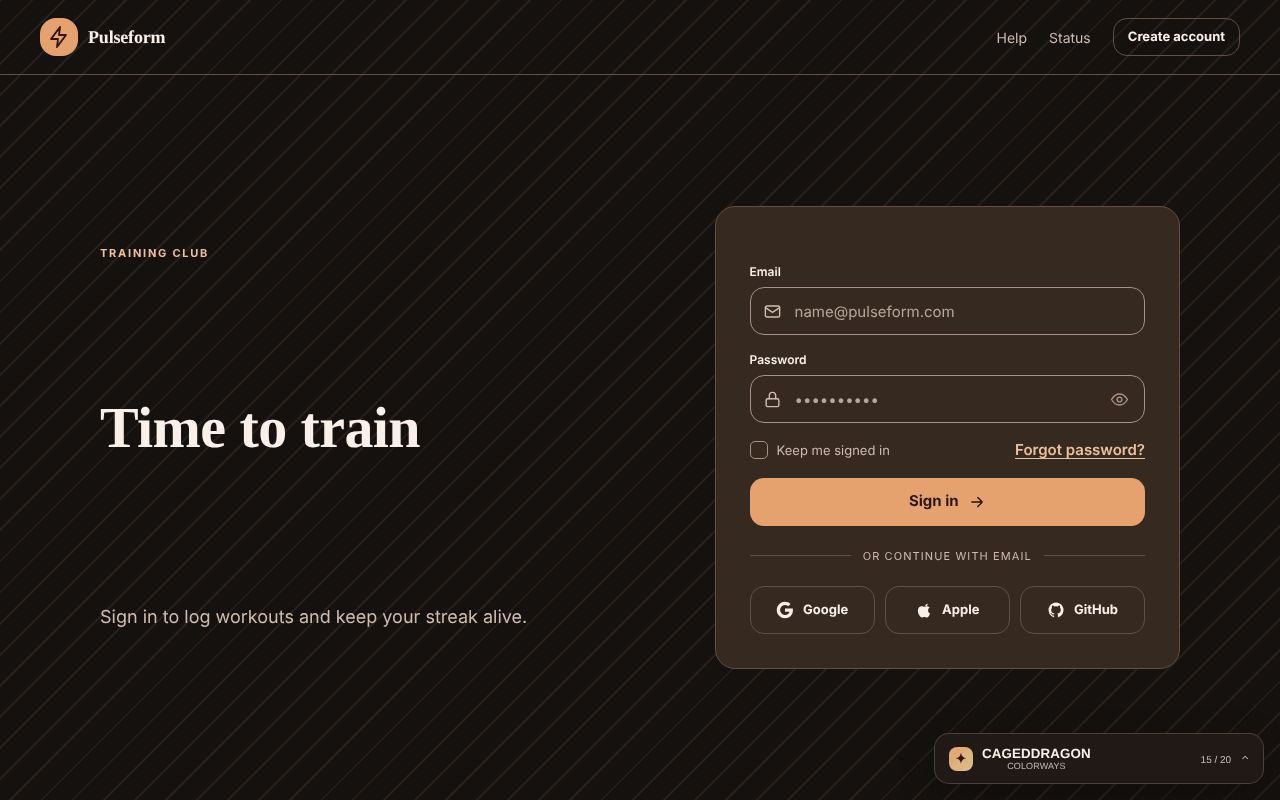 Pulseform
Help
Status
Create account
TRAINING CLUB
Time to train
Sign in to log workouts and keep your streak alive.
Email
name@pulseform.com
Password
Keep me signed in
Forgot password?
Sign in
OR CONTINUE WITH EMAIL
Google
Apple
GitHub
CAGEDDRAGON
COLORWAYS
15 / 20